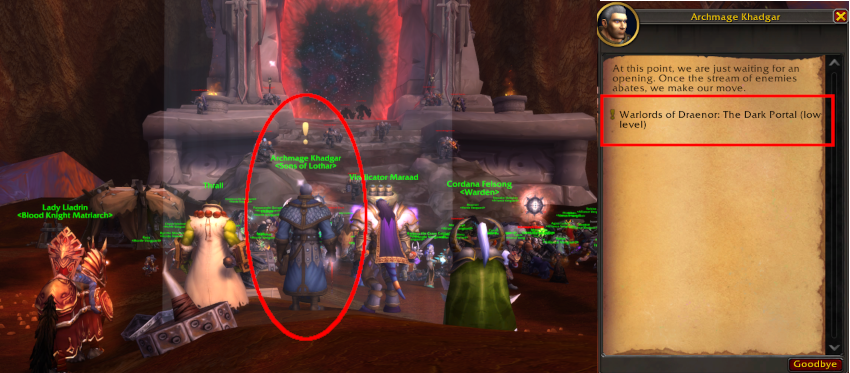 Archmage Khadgar
<Sons of Lothar>
Thrall
Vindicator Maraad
Cordana Felsong
<Warden>
Lady Liadrin
<Blood Knight Matriarch>
Archmage Khadgar
At this point, we are just waiting for an
opening. Once the stream of enemies
abates, we make our move.
Warlords of Draenor: The Dark Portal (low
level)
Goodbye